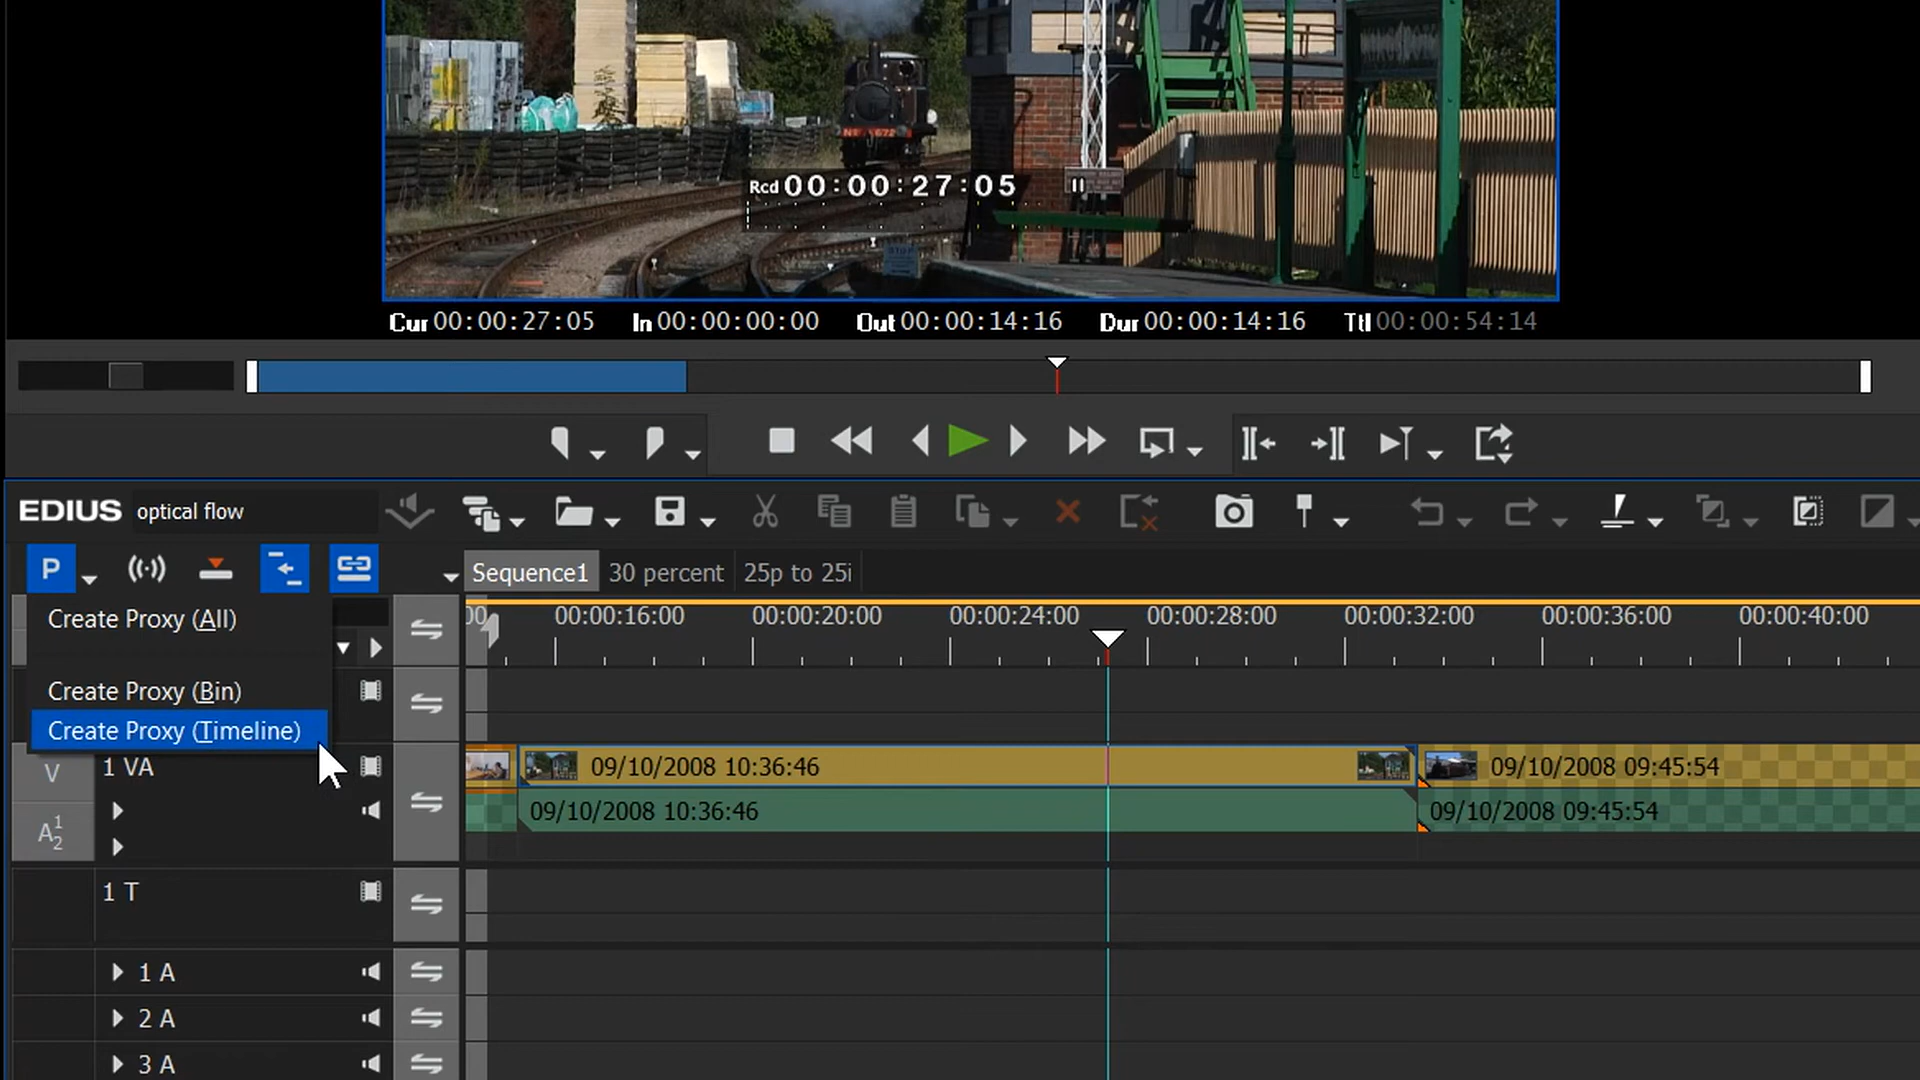 Nº 672
Rcd 00:00:27:05
STOP
Cur 00:00:27:05 In 00:00:00:00 Out 00:00:14:16 Dur 00:00:14:16 Ttl 00:00:54:14
EDIUS optical flow
P
Sequence1 30 percent 25p to 25i
Create Proxy (All)
00:00:16:00 00:00:20:00 00:00:24:00 00:00:28:00 00:00:32:00 00:00:36:00 00:00:40:00
Create Proxy (Bin)
Create Proxy (Timeline)
V 1 VA 09/10/2008 10:36:46 09/10/2008 09:45:54
A 1 2 09/10/2008 10:36:46 09/10/2008 09:45:54
1 T
1 A
2 A
3 A